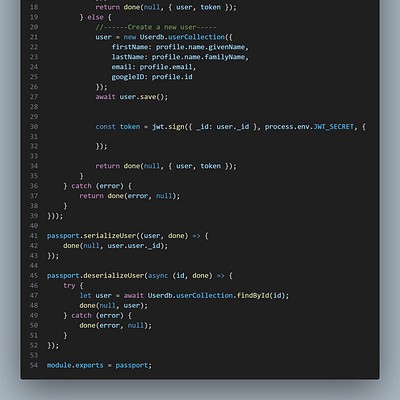 18 return done(null, { user, token });
19 } else {
20 //------Create a new user-----
21 user = new Userdb.userCollection({
22 firstName: profile.name.givenName,
23 lastName: profile.name.familyName,
24 email: profile.email,
25 googleID: profile.id
26 });
27 await user.save();
28
29
30 const token = jwt.sign({ _id: user._id }, process.env.JWT_SECRET, {
31
32 });
33
34 return done(null, { user, token });
35 }
36 } catch (error) {
37 return done(error, null);
38 }
39 }));
40
41 passport.serializeUser((user, done) => {
42 done(null, user.user._id);
43 });
44
45 passport.deserializeUser(async (id, done) => {
46 try {
47 let user = await Userdb.userCollection.findById(id);
48 done(null, user);
49 } catch (error) {
50 done(error, null);
51 }
52 });
53
54 module.exports = passport;